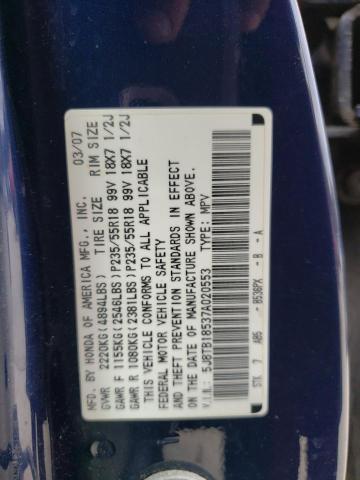 MFD. BY HONDA OF AMERICA MFG., INC. 03/07
GVWR 2220KG(4894LBS) TIRE SIZE RIM SIZE
GAWR F 1155KG(2546LBS)P235/55R18 99V 18X7 1/2J
GAWR R 1080KG(2381LBS)P235/55R18 99V 18X7 1/2J
THIS VEHICLE CONFORMS TO ALL APPLICABLE
FEDERAL MOTOR VEHICLE SAFETY
AND THEFT PREVENTION STANDARDS IN EFFECT
ON THE DATE OF MANUFACTURE SHOWN ABOVE.
V.I.N.: 5J8TB18537A020553 TYPE: MPV
STK 7 A85 - B536PX - B - A